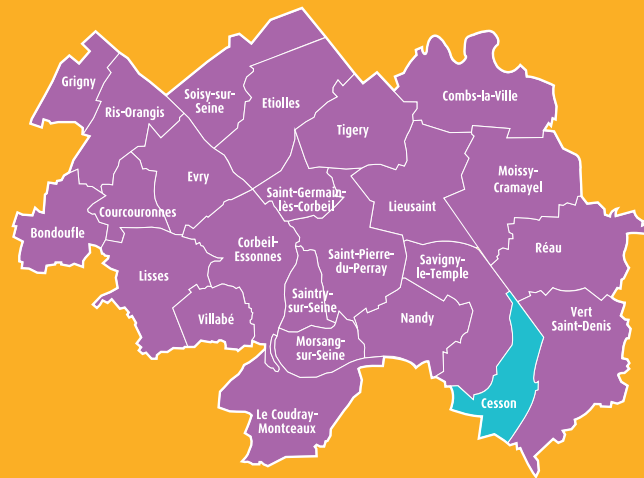 Grigny
Ris-Orangis
Soisy-sur-
Seine
Etiolles
Tigery
Combs-la-Ville
Evry
Saint-Germain-
lès-Corbeil
Lieusaint
Moissy-
Cramayel
Bondoufle
Courcouronnes
Lisses
Corbeil-
Essonnes
Saint-Pierre-
du-Perray
Savigny-
le-Temple
Réau
Villabé
Saintry-
sur-Seine
Nandy
Vert
Saint-Denis
Morsang-
sur-Seine
Le Coudray-
Montceaux
Cesson